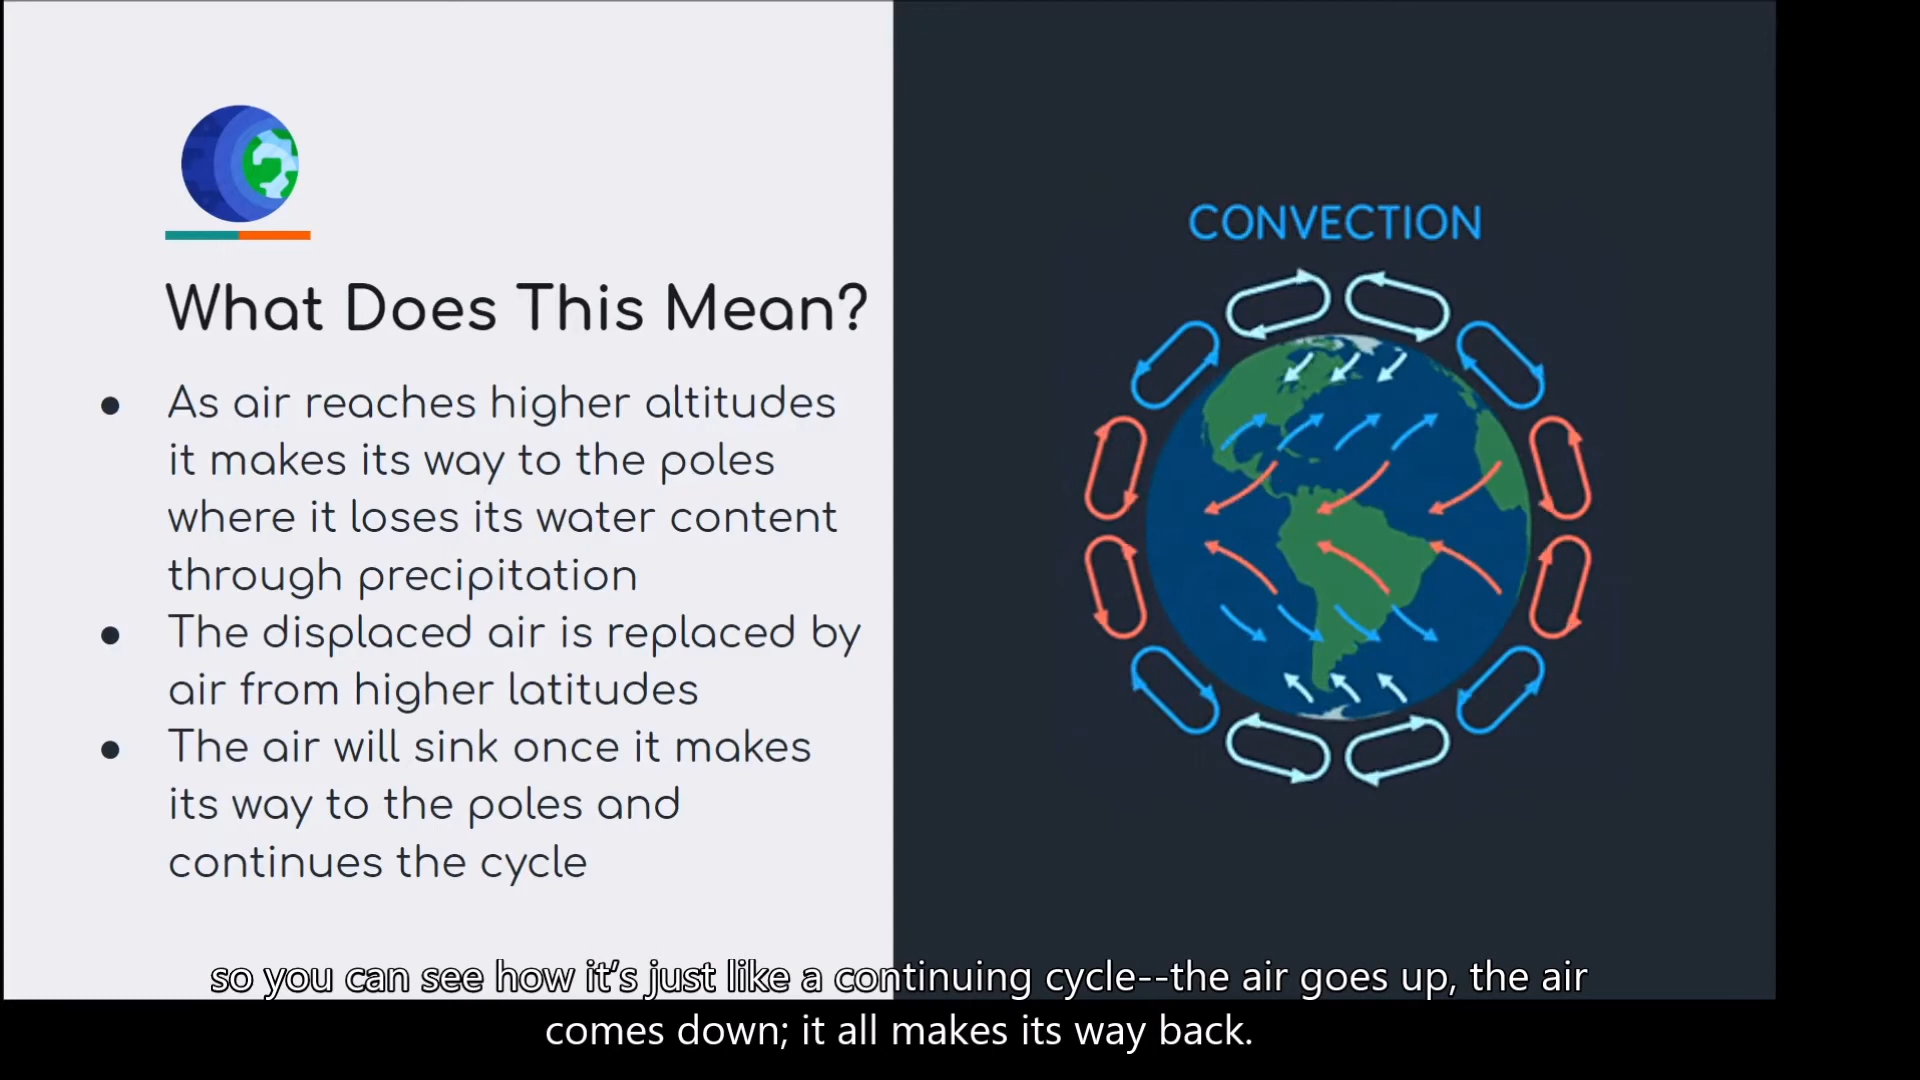 What Does This Mean?
● As air reaches higher altitudes
it makes its way to the poles
where it loses its water content
through precipitation
● The displaced air is replaced by
air from higher latitudes
● The air will sink once it makes
its way to the poles and
continues the cycle
CONVECTION
so you can see how it's just like a continuing cycle--the air goes up, the air
comes down; it all makes its way back.